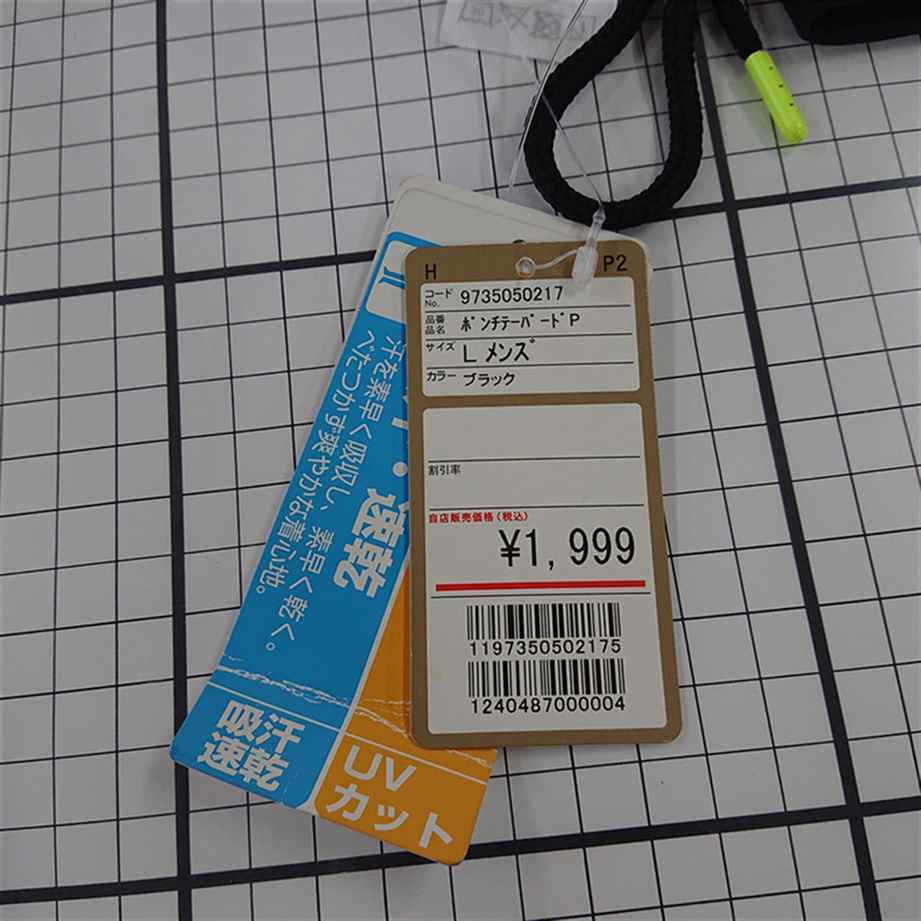 H P2
コードNo. 9735050217
品番品名 ポンチテーパードP
サイズ L メンズ
カラー ブラック
割引率
自店販売価格(税込)
¥1,999
1197350502175
1240487000004
速乾
汗を素早く吸収し、素早く乾く。
べたつかず爽やかな着心地。
吸汗
速乾
UV
カット